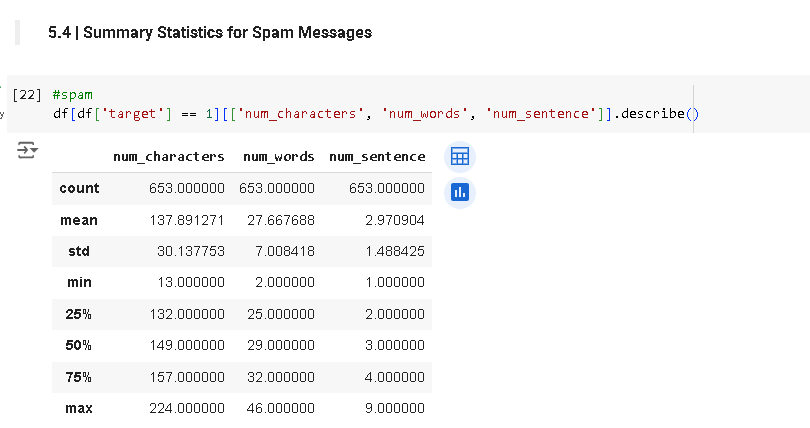 5.4 | Summary Statistics for Spam Messages
[22] #spam
df[df['target'] == 1][['num_characters', 'num_words', 'num_sentence']].describe()
num_characters num_words num_sentence
count 653.000000 653.000000 653.000000
mean 137.891271 27.667688 2.970904
std 30.137753 7.008418 1.488425
min 13.000000 2.000000 1.000000
25% 132.000000 25.000000 2.000000
50% 149.000000 29.000000 3.000000
75% 157.000000 32.000000 4.000000
max 224.000000 46.000000 9.000000